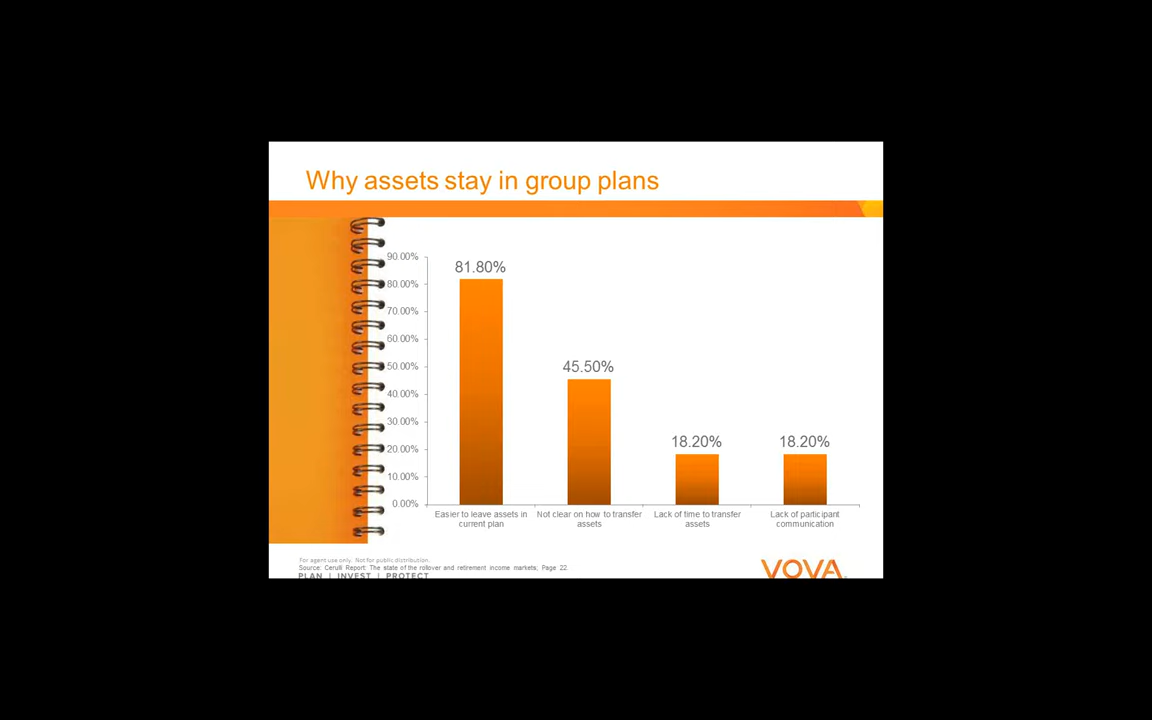 Why assets stay in group plans
90.00%
80.00%
70.00%
60.00%
50.00%
40.00%
30.00%
20.00%
10.00%
0.00%
81.80%
45.50%
18.20%
18.20%
Easier to leave assets in
current plan
Not clear on how to transfer
assets
Lack of time to transfer
assets
Lack of participant
communication
For agent use only. Not for public distribution.
Source: Cerulli Report: The state of the rollover and retirement income markets; Page 22.
PLAN | INVEST | PROTECT
VOYA